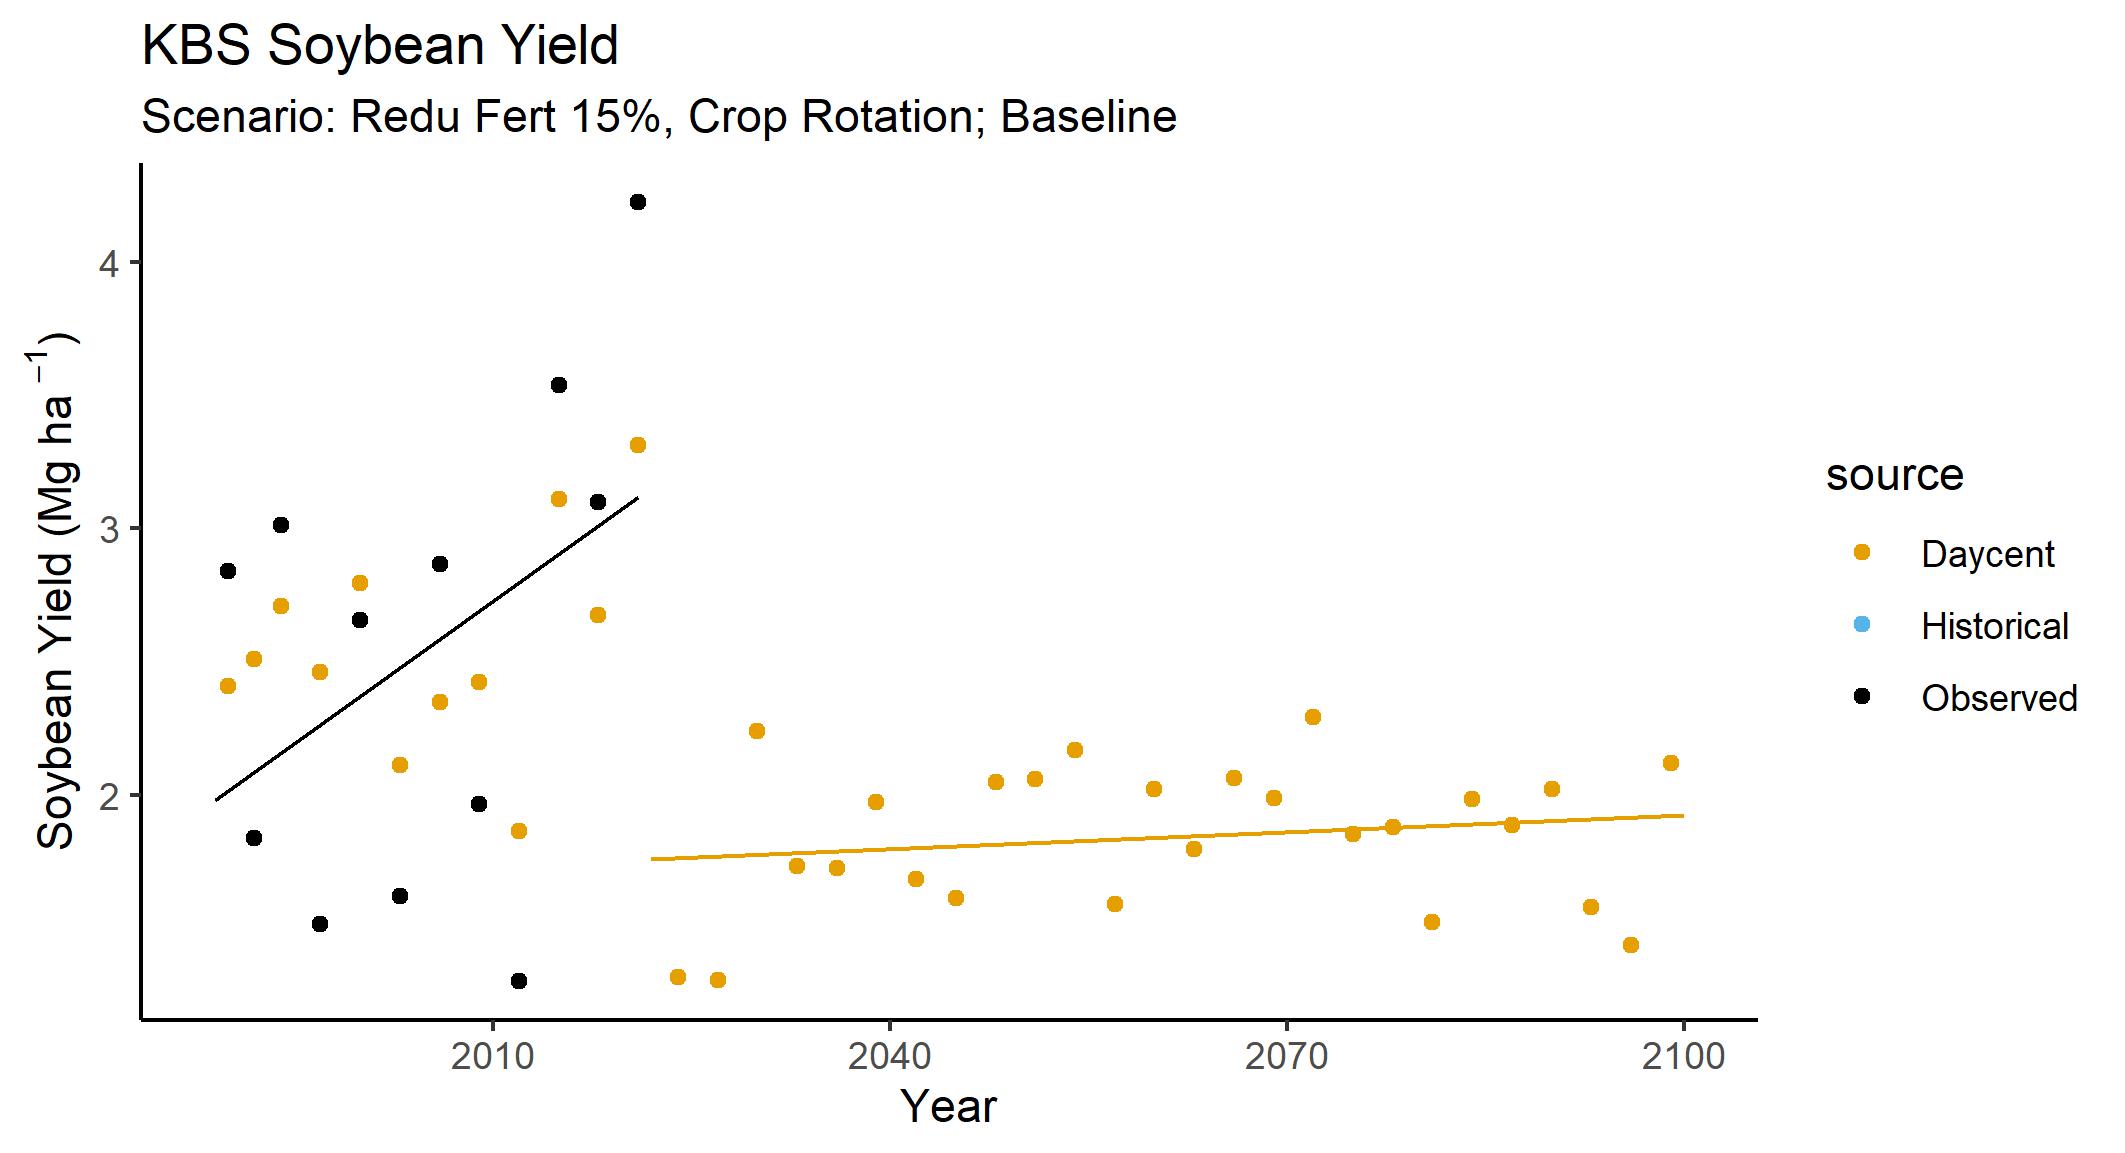 KBS Soybean Yield
Scenario: Redu Fert 15%, Crop Rotation; Baseline
Soybean Yield (Mg ha −1)
4
3
2
2010
2040
2070
2100
Year
source
Daycent
Historical
Observed